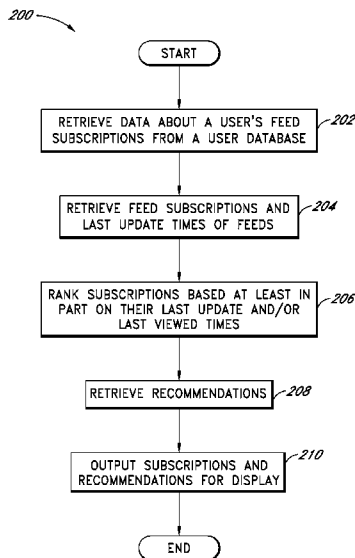 200
START
RETRIEVE DATA ABOUT A USER'S FEED
SUBSCRIPTIONS FROM A USER DATABASE
202
RETRIEVE FEED SUBSCRIPTIONS AND
LAST UPDATE TIMES OF FEEDS
204
RANK SUBSCRIPTIONS BASED AT LEAST IN
PART ON THEIR LAST UPDATE AND/OR
LAST VIEWED TIMES
206
RETRIEVE RECOMMENDATIONS
208
OUTPUT SUBSCRIPTIONS AND
RECOMMENDATIONS FOR DISPLAY
210
END